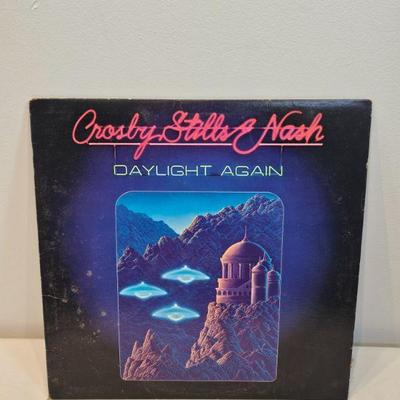 Crosby, Stills & Nash
DAYLIGHT AGAIN